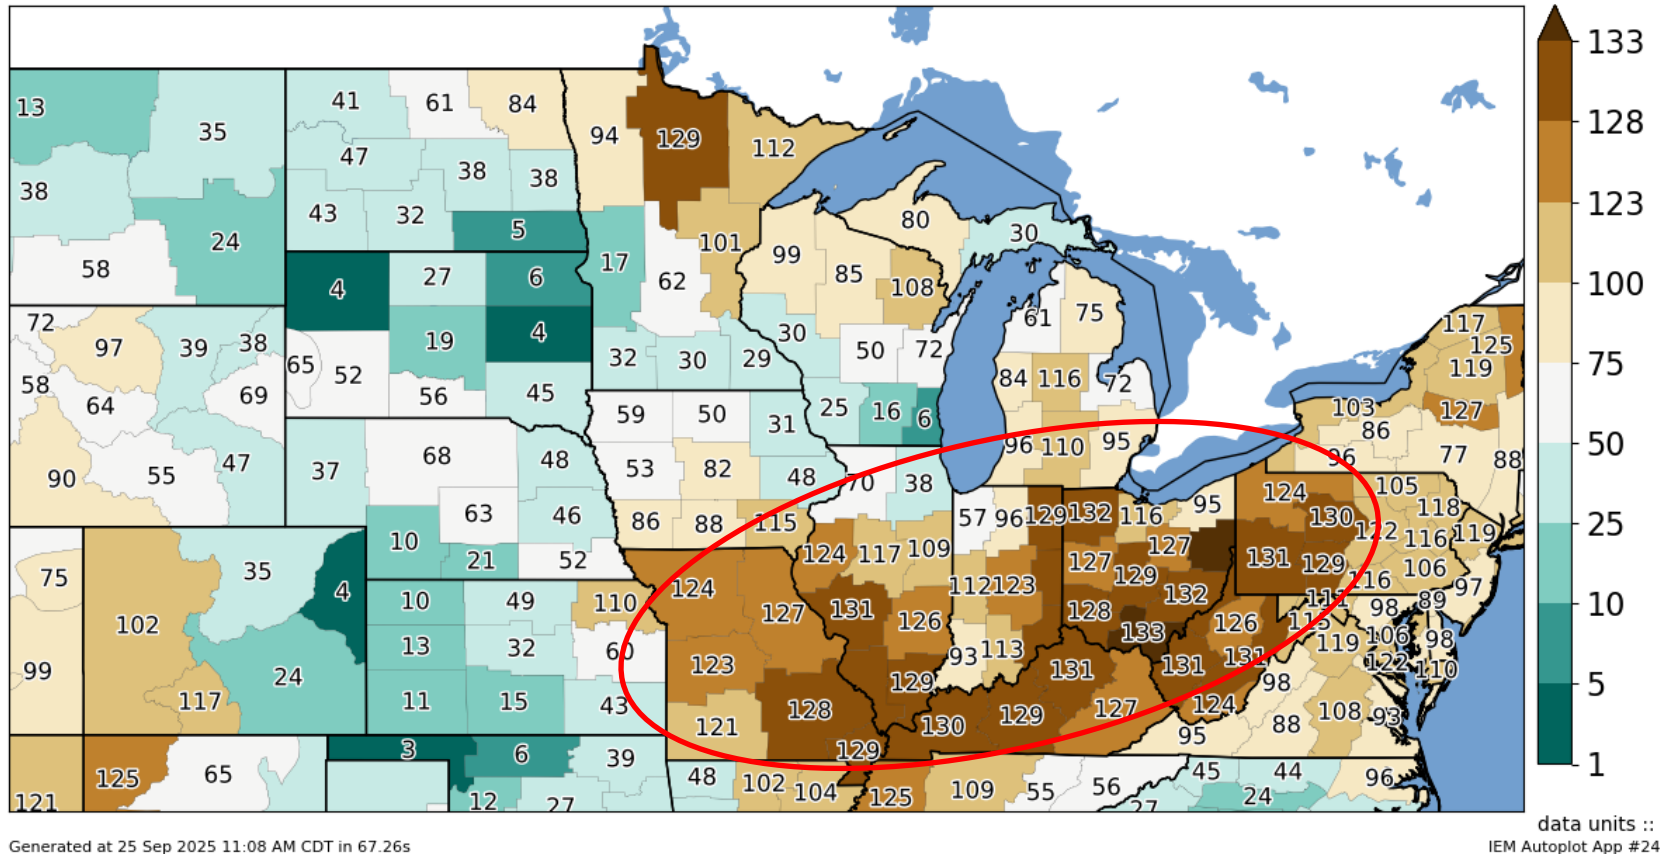 13 35 41 61 84 94 129 112
38 47 38 38
43 32 5 80 30
24 58 17 62 101 99 85 108
4 27 6 61 75
72 97 39 38 19 4 30 50 72
65 52 32 30 29 84 116 72
58 64 69 56 45 25 16 6
59 50 31 96 110 95
90 55 47 37 68 48 53 82 48 70 38
63 46 86 88 115 57 96 129 132 116 95
10 21 52 124 117 109 127 127
117 125 119 103 127 86 96 77 88
124 105 130 118 122 116 119 131 129 106 116 97
75 35 4 102 10 49 110 124 127 131 126 112 123 129 132 128 133
111 98 89 115 126 119 106 98 122 110
99 24 117 13 32 60 123 129 93 113 131 131 131
11 15 43 121 128 130 129 127 124 98 88 108 93 95
3 6 39 129
121 125 65 12 27 48 102 104 125 109 55 56 27 45 44 24 96
133
128
123
100
75
50
25
10
5
1
data units ::
Generated at 25 Sep 2025 11:08 AM CDT in 67.26s
IEM Autoplot App #24